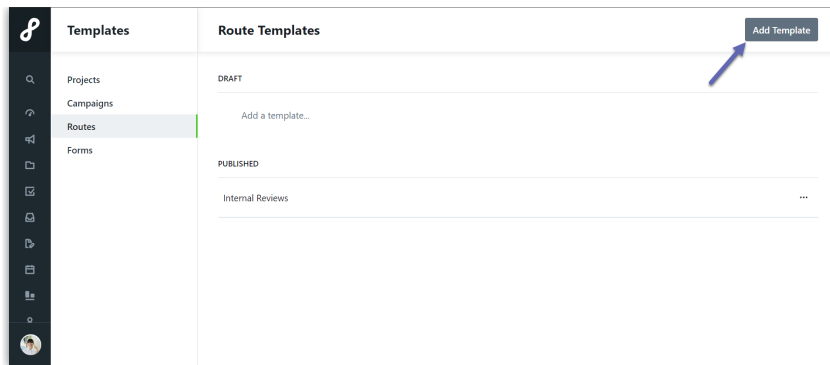 Templates
Route Templates
Add Template
Projects
Campaigns
Routes
Forms
DRAFT
Add a template...
PUBLISHED
Internal Reviews